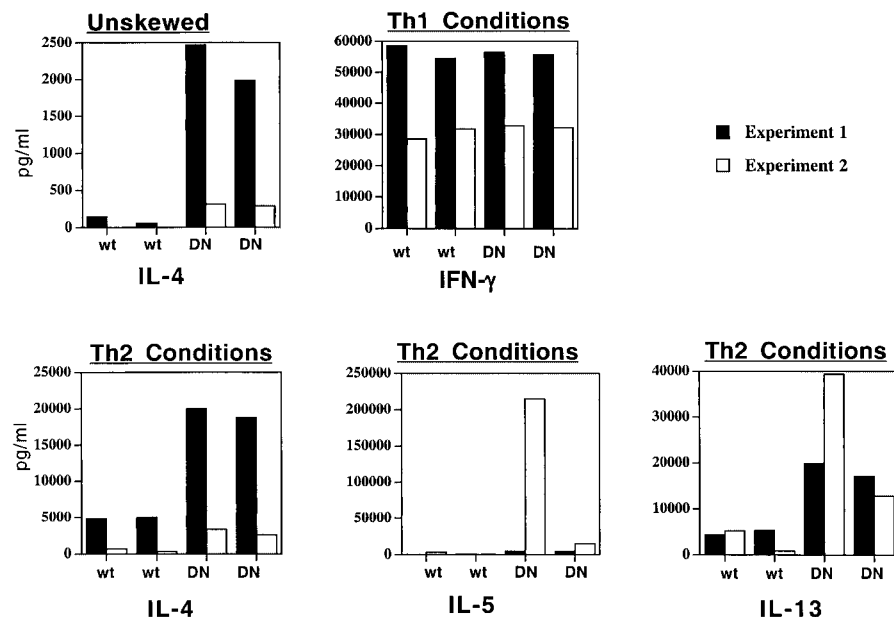 Unskewed
2500
2000
1500
1000
500
0
pg/ml
wt wt DN DN
IL-4
Th1 Conditions
60000
50000
40000
30000
20000
10000
0
wt wt DN DN
IFN-γ
Experiment 1
Experiment 2
Th2 Conditions
25000
20000
15000
10000
5000
0
pg/ml
wt wt DN DN
IL-4
Th2 Conditions
250000
200000
150000
100000
50000
0
wt wt DN DN
IL-5
Th2 Conditions
40000
30000
20000
10000
0
wt wt DN DN
IL-13